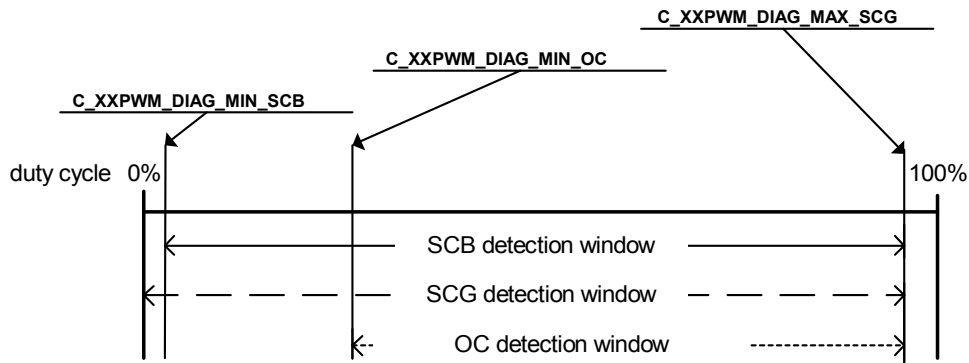 C_XXPWM_DIAG_MAX_SCG
C_XXPWM_DIAG_MIN_OC
C_XXPWM_DIAG_MIN_SCB
duty cycle 0% 100%
SCB detection window
SCG detection window
OC detection window